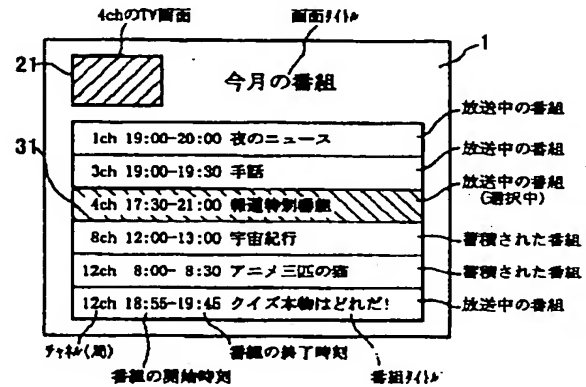 4chのTV画面
画面タイトル
1
21
今月の番組
放送中の番組
1ch 19:00-20:00 夜のニュース
放送中の番組
3ch 19:00-19:30 手話
31
放送中の番組
(選択中)
4ch 17:30-21:00 報道特別番組
8ch 12:00-13:00 宇宙紀行
蓄積された番組
12ch 8:00- 8:30 アニメ三匹の猫
蓄積された番組
12ch 18:55-19:45 クイズ本物はどれだ!
放送中の番組
チャネル(局)
番組の終了時刻
番組の開始時刻
番組タイトル